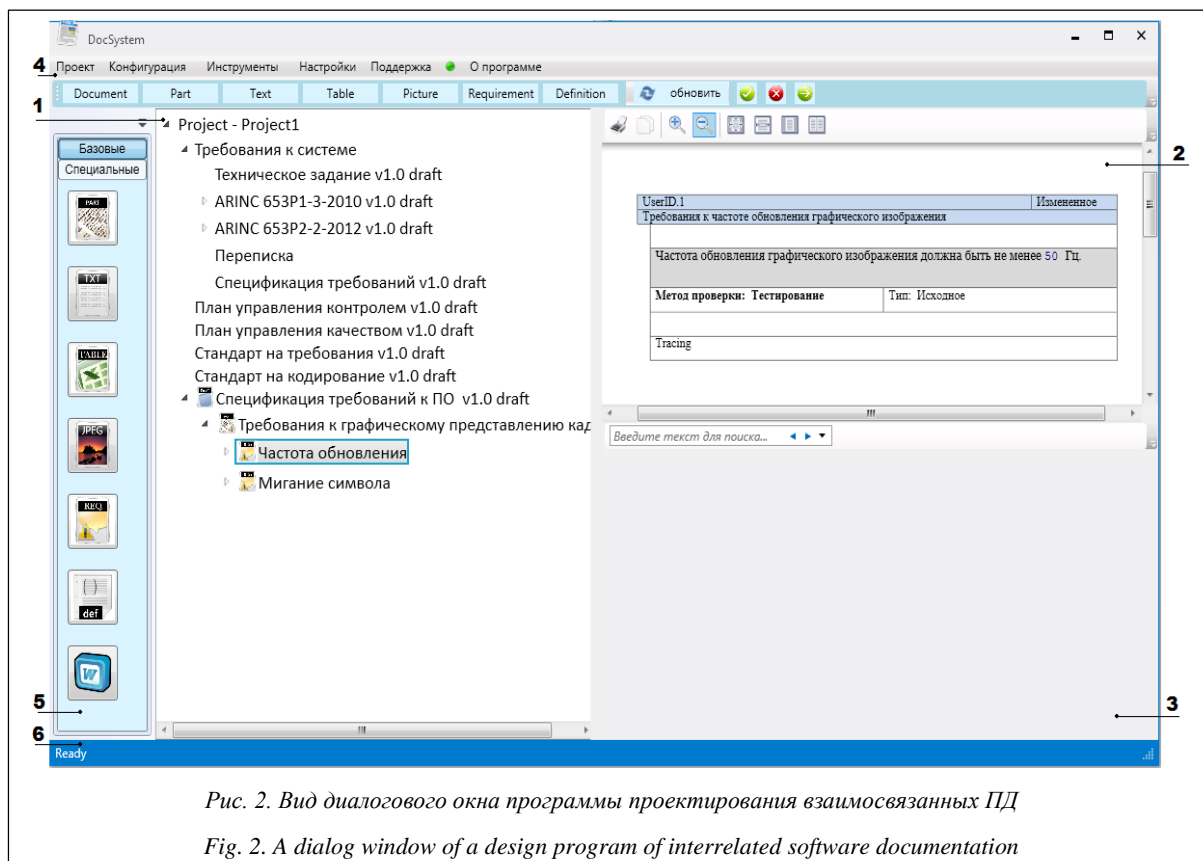 DocSystem
4
Проект Конфигурация Инструменты Настройки Поддержка О программе
Document Part Text Table Picture Requirement Definition обновить
1
Базовые
Специальные
PART
TXT
TABLE
JPEG
REQ
def
W
5
6
Project - Project1
Требования к системе
Техническое задание v1.0 draft
ARINC 653P1-3-2010 v1.0 draft
ARINC 653P2-2-2012 v1.0 draft
Переписка
Спецификация требований v1.0 draft
План управления контролем v1.0 draft
План управления качеством v1.0 draft
Стандарт на требования v1.0 draft
Стандарт на кодирование v1.0 draft
Спецификация требований к ПО v1.0 draft
Требования к графическому представлению кад
Частота обновления
Мигание символа
2
UserID.1 Измененное
Требования к частоте обновления графического изображения
Частота обновления графического изображения должна быть не менее 50 Гц.
Метод проверки: Тестирование Тип: Исходное
Tracing
Введите текст для поиска...
3
Ready
Рис. 2. Вид диалогового окна программы проектирования взаимосвязанных ПД
Fig. 2. A dialog window of a design program of interrelated software documentation